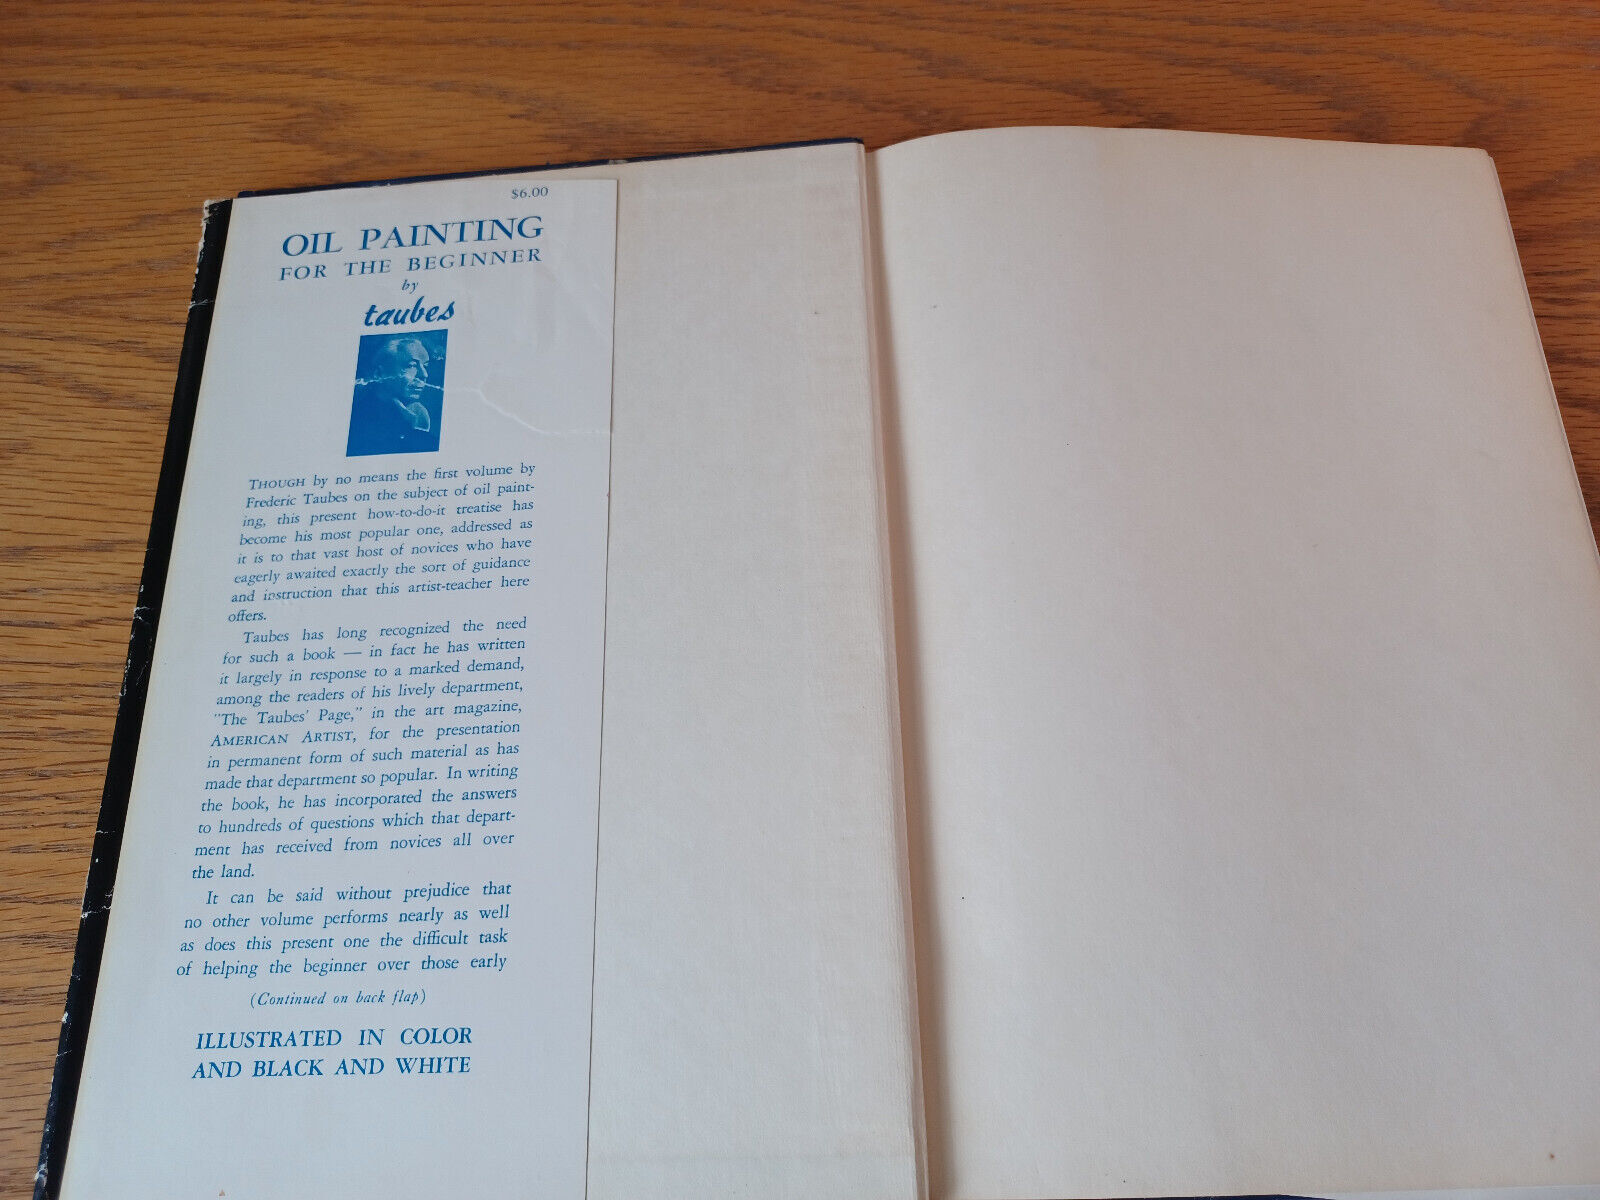 $6.00
OIL PAINTING
FOR THE BEGINNER
by
taubes
THOUGH by no means the first volume by
Frederic Taubes on the subject of oil paint-
ing, this present how-to-do-it treatise has
become his most popular one, addressed as
it is to that vast host of novices who have
eagerly awaited exactly the sort of guidance
and instruction that this artist-teacher here
offers.
Taubes has long recognized the need
for such a book — in fact he has written
it largely in response to a marked demand,
among the readers of his lively department,
"The Taubes' Page," in the art magazine,
AMERICAN ARTIST, for the presentation
in permanent form of such material as has
made that department so popular. In writing
the book, he has incorporated the answers
to hundreds of questions which that depart-
ment has received from novices all over
the land.
It can be said without prejudice that
no other volume performs nearly as well
as does this present one the difficult task
of helping the beginner over those early
(Continued on back flap)
ILLUSTRATED IN COLOR
AND BLACK AND WHITE